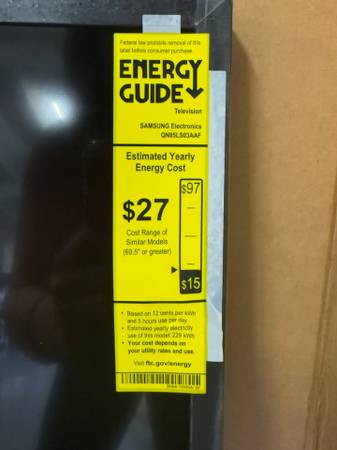 Federal law prohibits removal of this
label before consumer purchase.
ENERGY
GUIDE
Television
SAMSUNG Electronics
QN85LS03AAF
Estimated Yearly
Energy Cost
$97
$27
Cost Range of
Similar Models
(69.5" or greater)
$15
• Based on 12 cents per kWh
and 5 hours use per day
• Estimated yearly electricity
use of this model: 229 kWh
• Your cost depends on
your utility rates and use.
Visit ftc.gov/energy